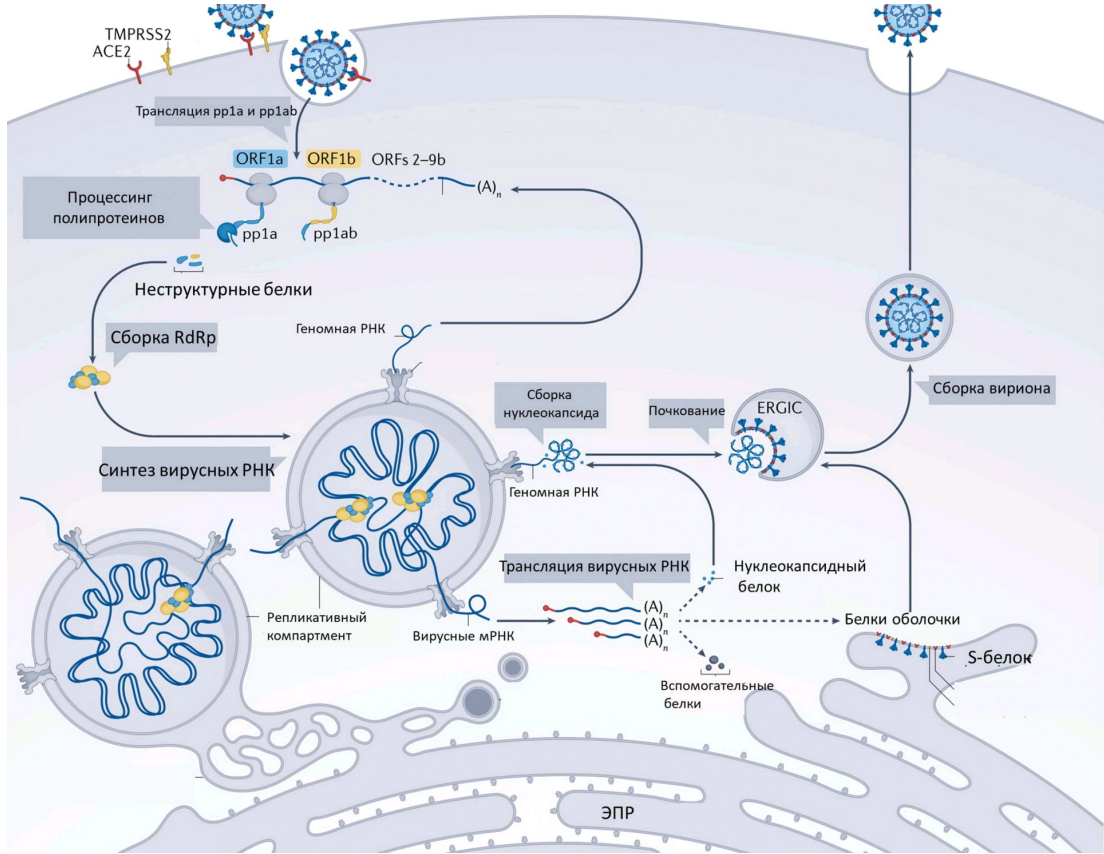 TMPRSS2
ACE2
Трансляция pp1a и pp1ab
ORF1a
ORF1b
ORFs 2–9b
(A)n
Процессинг
полипротеинов
pp1a
pp1ab
Неструктурные белки
Сборка RdRp
Геномная РНК
Синтез вирусных РНК
Сборка
нуклеокапсида
Почкование
ERGIC
Сборка вириона
Геномная РНК
Трансляция вирусных РНК
Нуклеокапсидный
белок
Репликативный
компартмент
Вирусные мРНК
(A)n
(A)n
(A)n
Белки оболочки
S-белок
Вспомогательные
белки
ЭПР